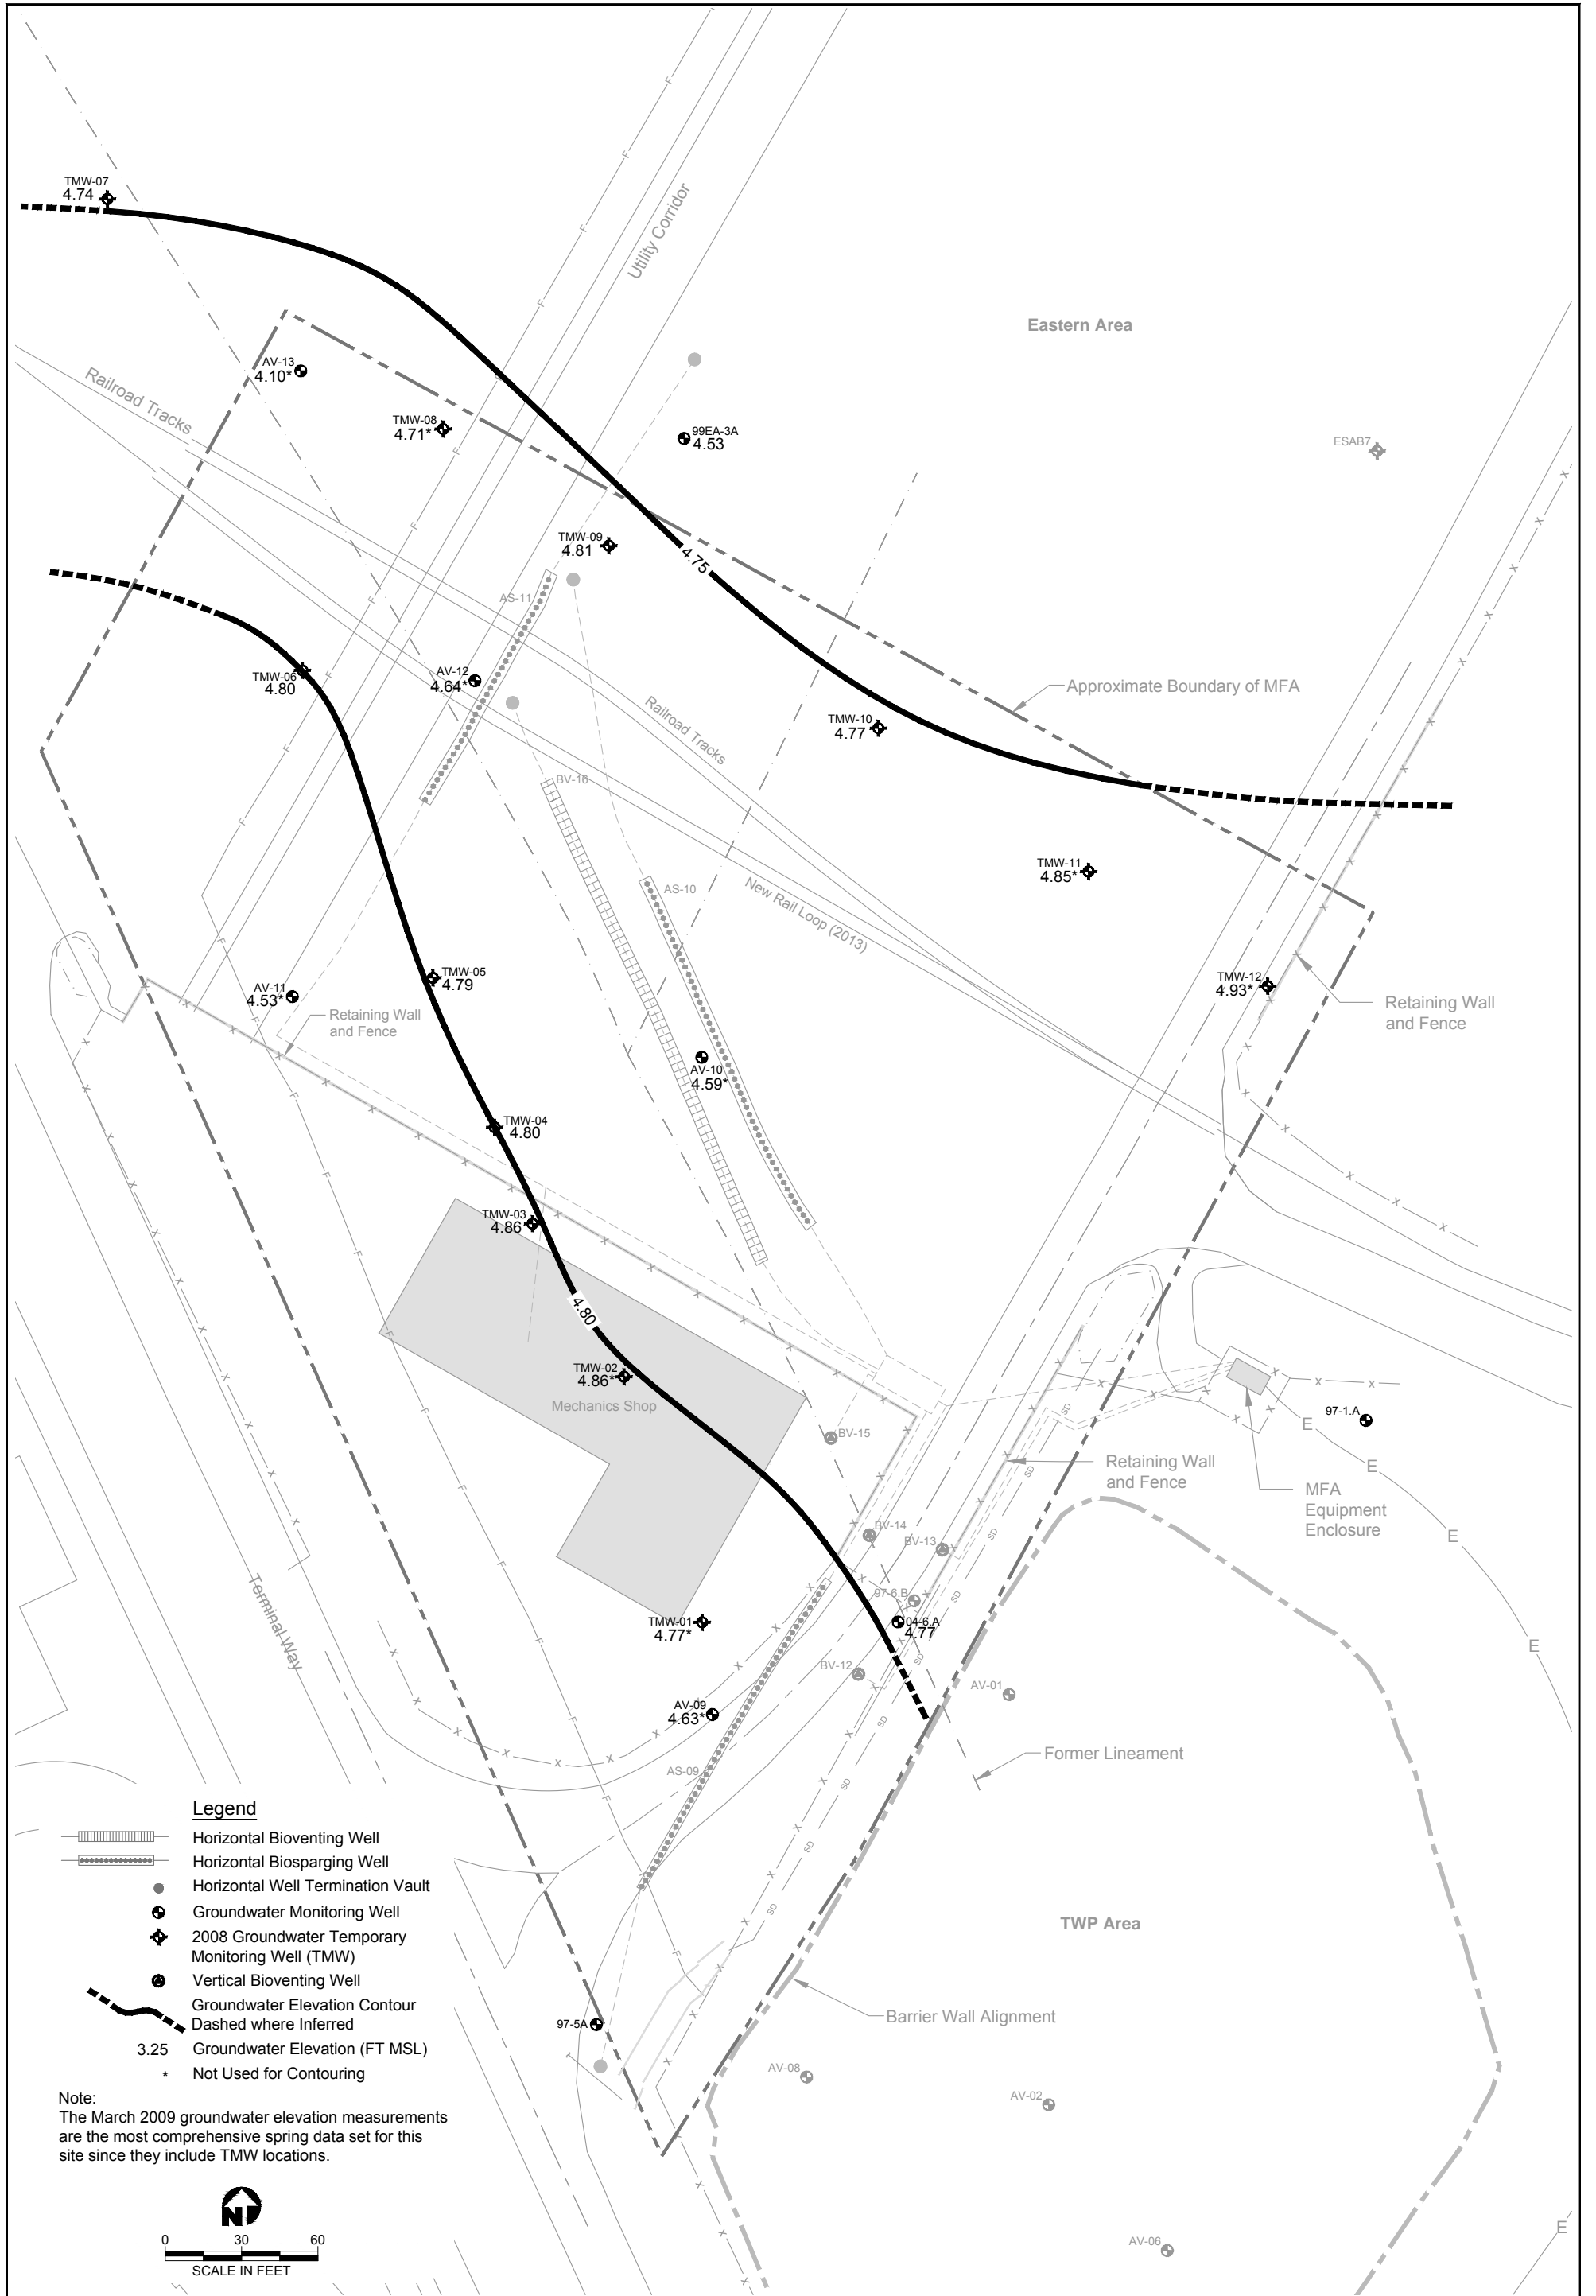 TMW-07
4.74
Utility Corridor
Eastern Area
AV-13
4.10*
Railroad Tracks
TMW-08
4.71*
99EA-3A
4.53
ESAB7
TMW-09
4.81
4.75
AS-11
TMW-06
4.80
AV-12
4.64*
Approximate Boundary of MFA
Railroad Tracks
TMW-10
4.77
BV-16
TMW-11
4.85*
AS-10
New Rail Loop (2013)
TMW-05
4.79
TMW-12
4.93*
AV-11
4.53*
Retaining Wall
and Fence
Retaining Wall
and Fence
AV-10
4.59*
TMW-04
4.80
TMW-03
4.86
4.80
TMW-02
4.86*
Mechanics Shop
97-1.A
BV-15
Retaining Wall
and Fence
MFA
Equipment
Enclosure
BV-14
BV-13
97-6.B
Terminal Way
TMW-01
4.77*
04-6.A
4.77
BV-12
AV-01
AV-09
4.63*
Former Lineament
AS-09
Legend
Horizontal Bioventing Well
Horizontal Biosparging Well
Horizontal Well Termination Vault
Groundwater Monitoring Well
2008 Groundwater Temporary
Monitoring Well (TMW)
Vertical Bioventing Well
Groundwater Elevation Contour
Dashed where Inferred
3.25 Groundwater Elevation (FT MSL)
* Not Used for Contouring
TWP Area
97-5A
Barrier Wall Alignment
AV-08
AV-02
Note:
The March 2009 groundwater elevation measurements
are the most comprehensive spring data set for this
site since they include TMW locations.
N
0 30 60
SCALE IN FEET
AV-06